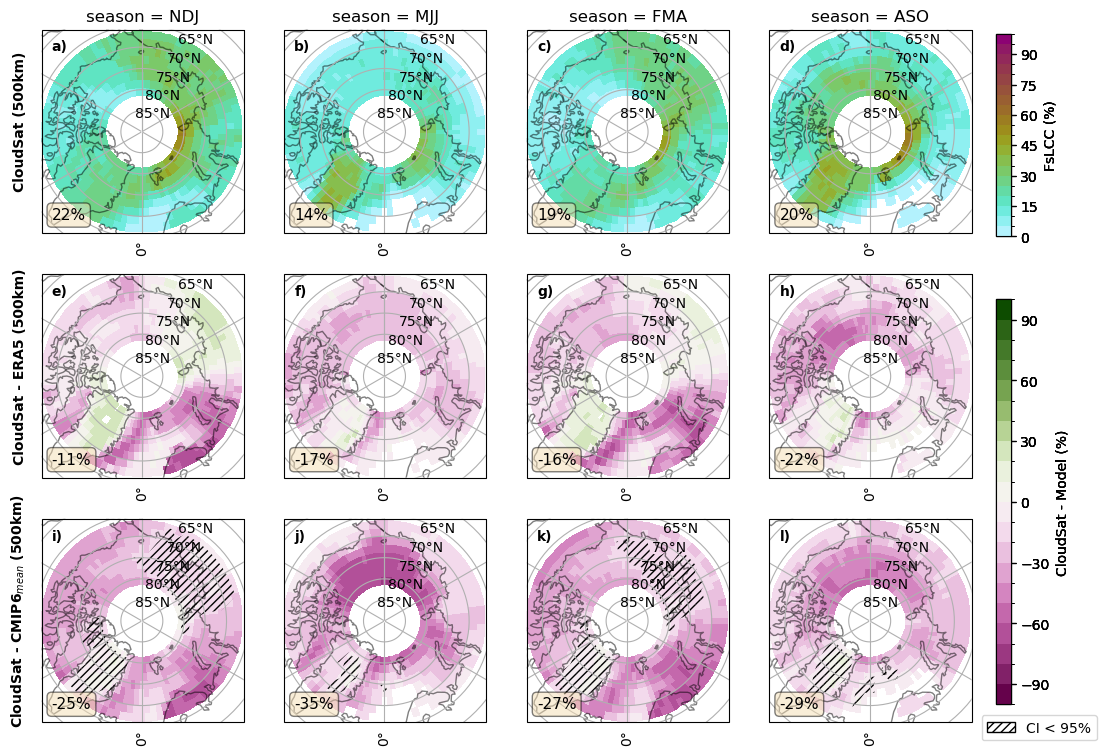 season = NDJ
season = MJJ
season = FMA
season = ASO
CloudSat (500km)
a)
65°N
70°N
75°N
80°N
85°N
22%
0°
b)
65°N
70°N
75°N
80°N
85°N
14%
0°
c)
65°N
70°N
75°N
80°N
85°N
19%
0°
d)
65°N
70°N
75°N
80°N
85°N
20%
0°
90
75
60
45
30
15
0
FsLCC (%)
CloudSat - ERA5 (500km)
e)
65°N
70°N
75°N
80°N
85°N
-11%
0°
f)
65°N
70°N
75°N
80°N
85°N
-17%
0°
g)
65°N
70°N
75°N
80°N
85°N
-16%
0°
h)
65°N
70°N
75°N
80°N
85°N
-22%
0°
90
60
30
0
−30
−60
−90
CloudSat - Model (%)
CloudSat - CMIP6mean (500km)
i)
65°N
70°N
75°N
80°N
85°N
-25%
0°
j)
65°N
70°N
75°N
80°N
85°N
-35%
0°
k)
65°N
70°N
75°N
80°N
85°N
-27%
0°
l)
65°N
70°N
75°N
80°N
85°N
-29%
0°
CI < 95%